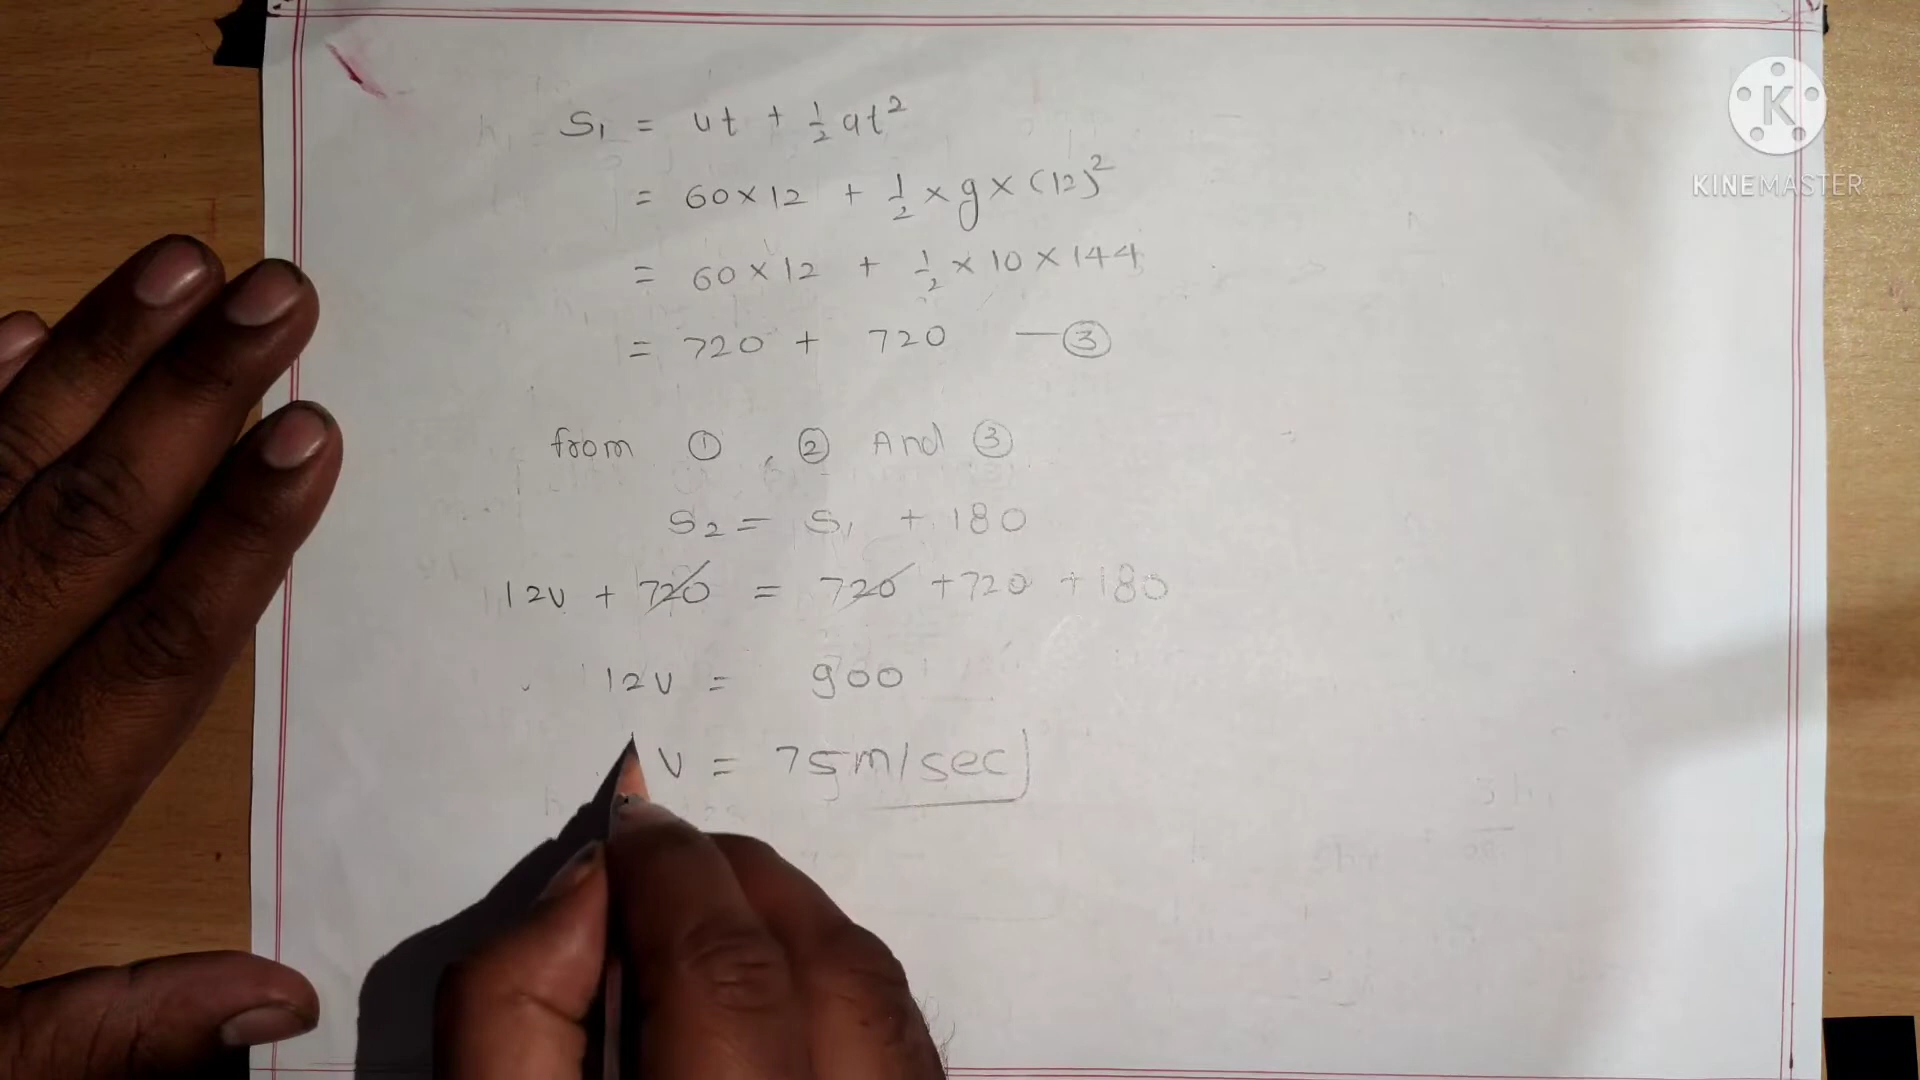 S₁ = ut + ½at²
= 60 × 12 + ½ × g × (12)²
= 60 × 12 + ½ × 10 × 144
= 720 + 720 — ③
from ①, ② And ③
S₂ = S₁ + 180
12v + 720 = 720 + 720 + 180
12v = 900
v = 75m/sec
K
KINEMASTER